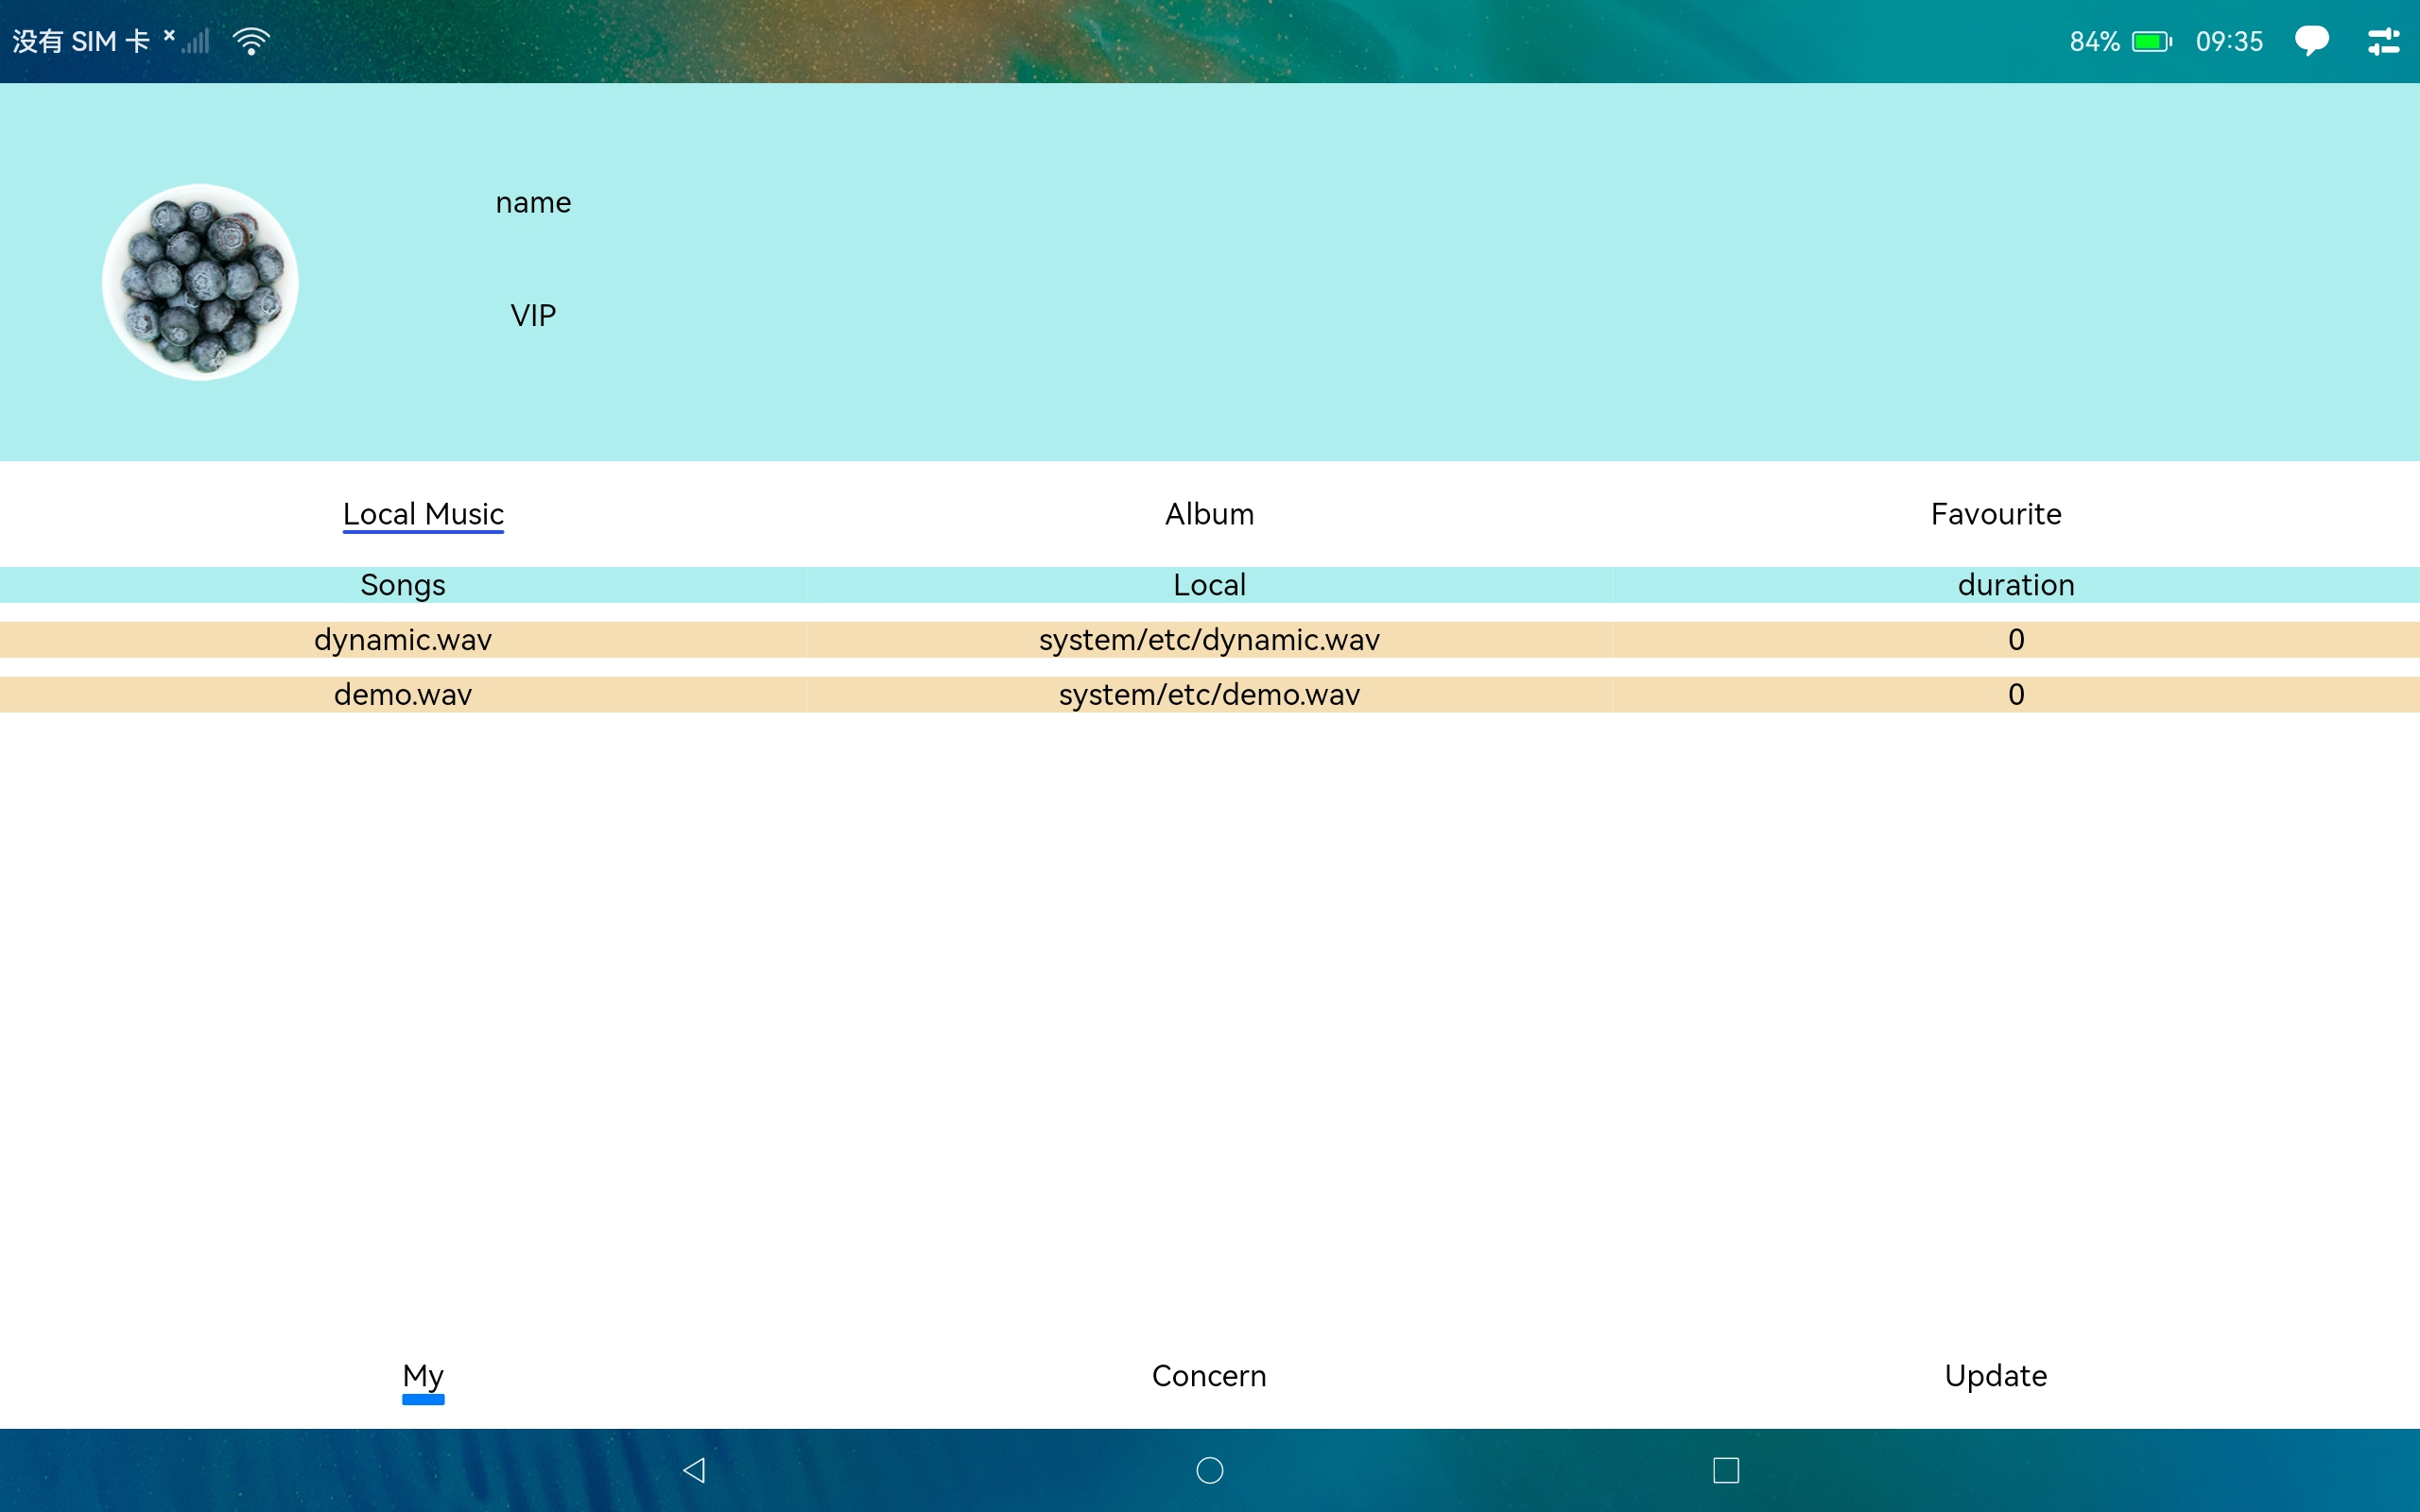 没有 SIM 卡
84% 09:35
name
VIP
Local Music Album Favourite
Songs Local duration
dynamic.wav system/etc/dynamic.wav 0
demo.wav system/etc/demo.wav 0
My Concern Update